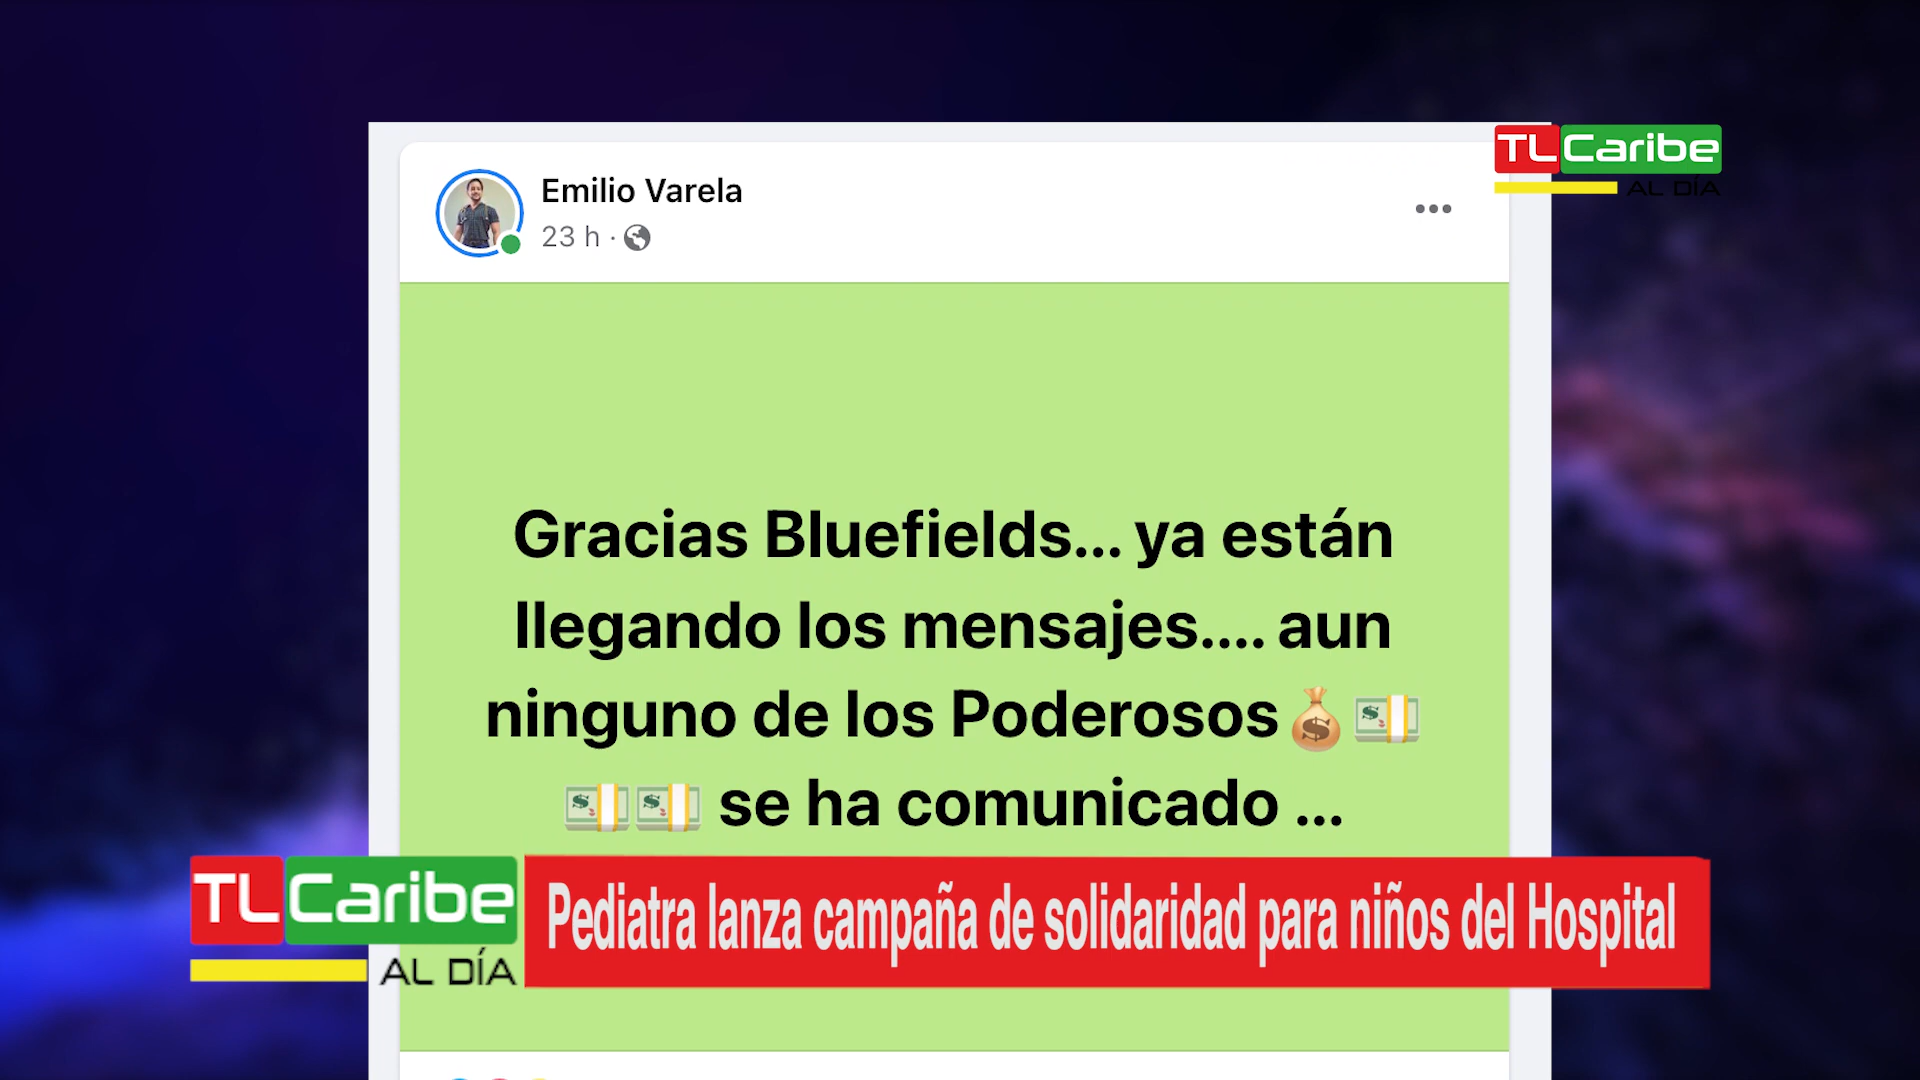 TLCaribe
AL DÍA
Emilio Varela
23 h ·
Gracias Bluefields... ya están
llegando los mensajes.... aun
ninguno de los Poderosos💰💵
💵💵 se ha comunicado ...
TLCaribe
AL DÍA
Pediatra lanza campaña de solidaridad para niños del Hospital